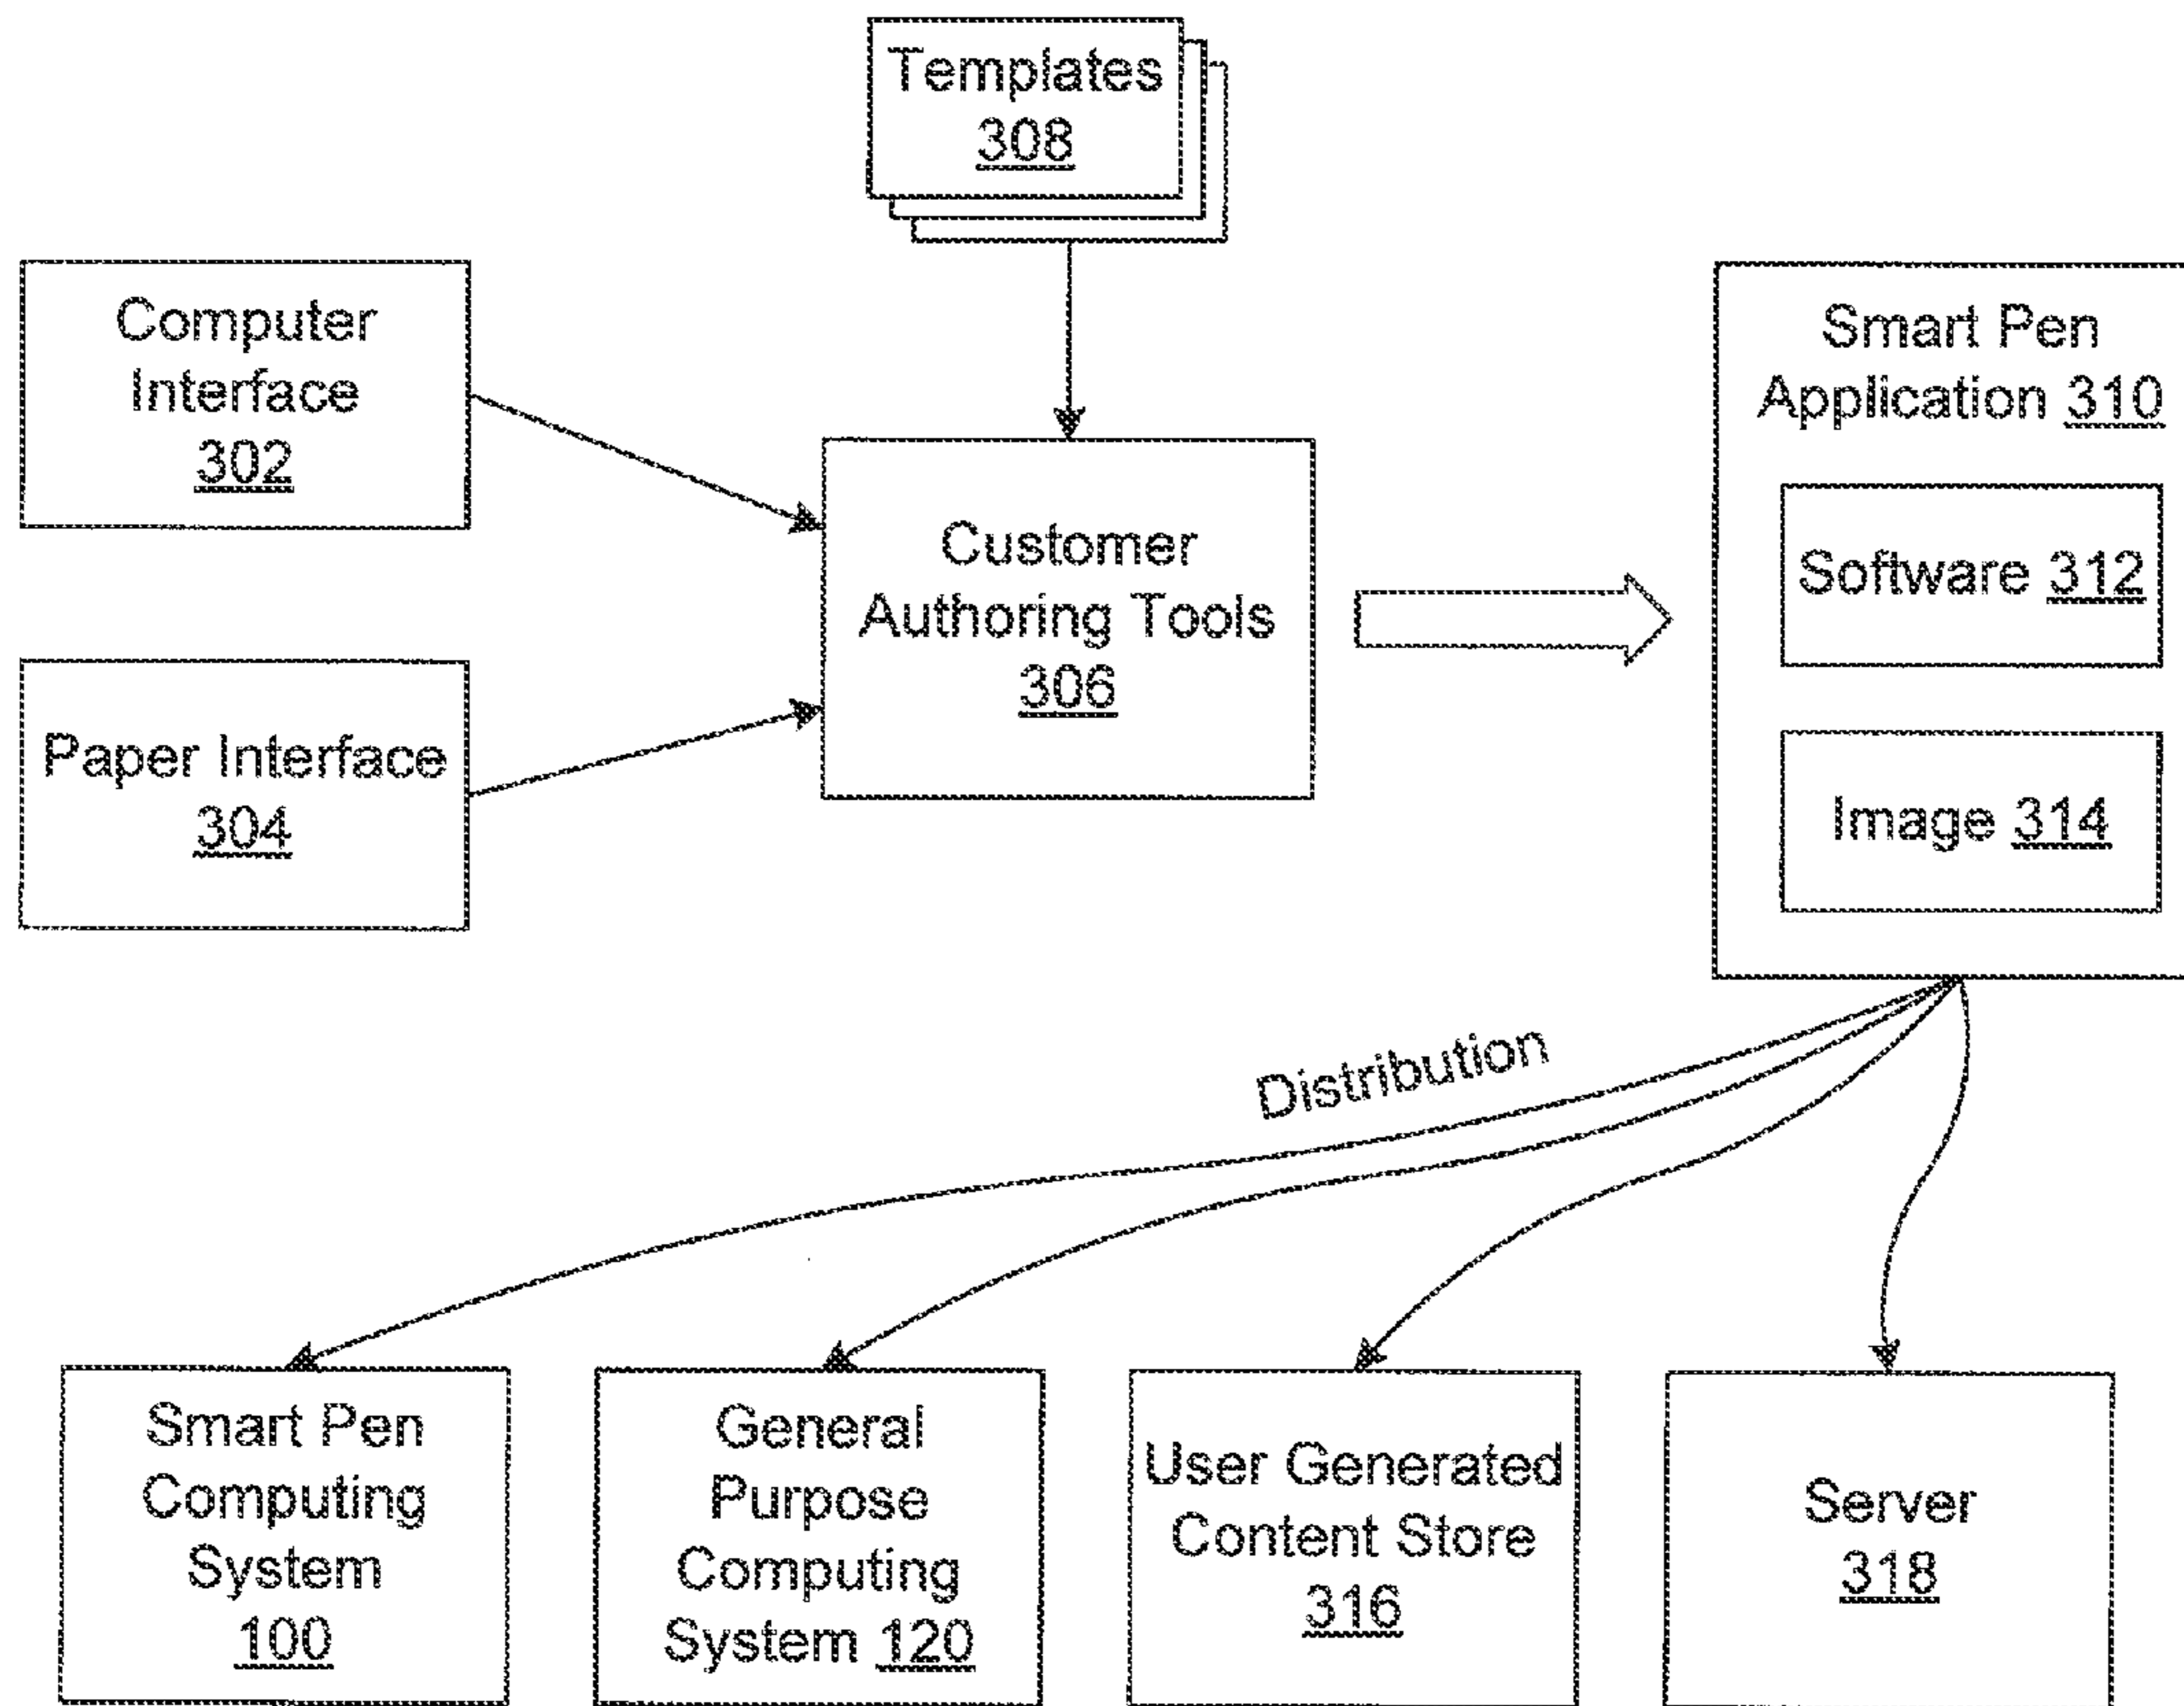 Templates
308
Computer
Interface
302
Paper Interface
304
Customer
Authoring Tools
306
Smart Pen
Application 310
Software 312
Image 314
Distribution
Smart Pen
Computing
System
100
General
Purpose
Computing
System 120
User Generated
Content Store
316
Server
318